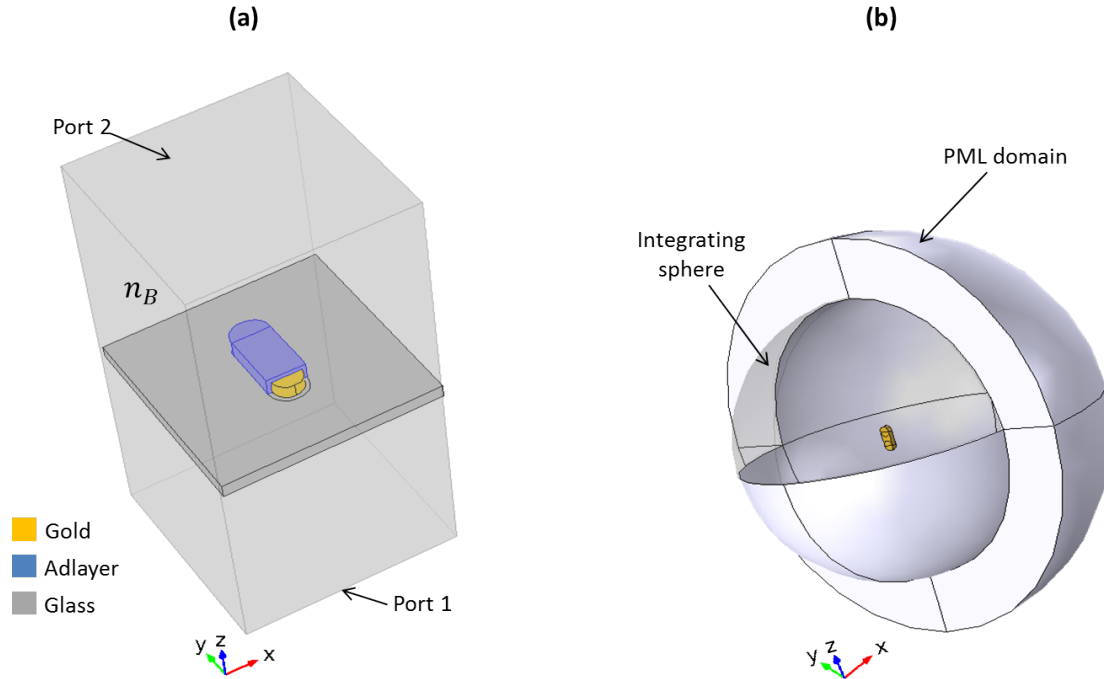 (a)
Port 2
n_B
Gold
Adlayer
Glass
Port 1
y z x
(b)
PML domain
Integrating
sphere
y z x